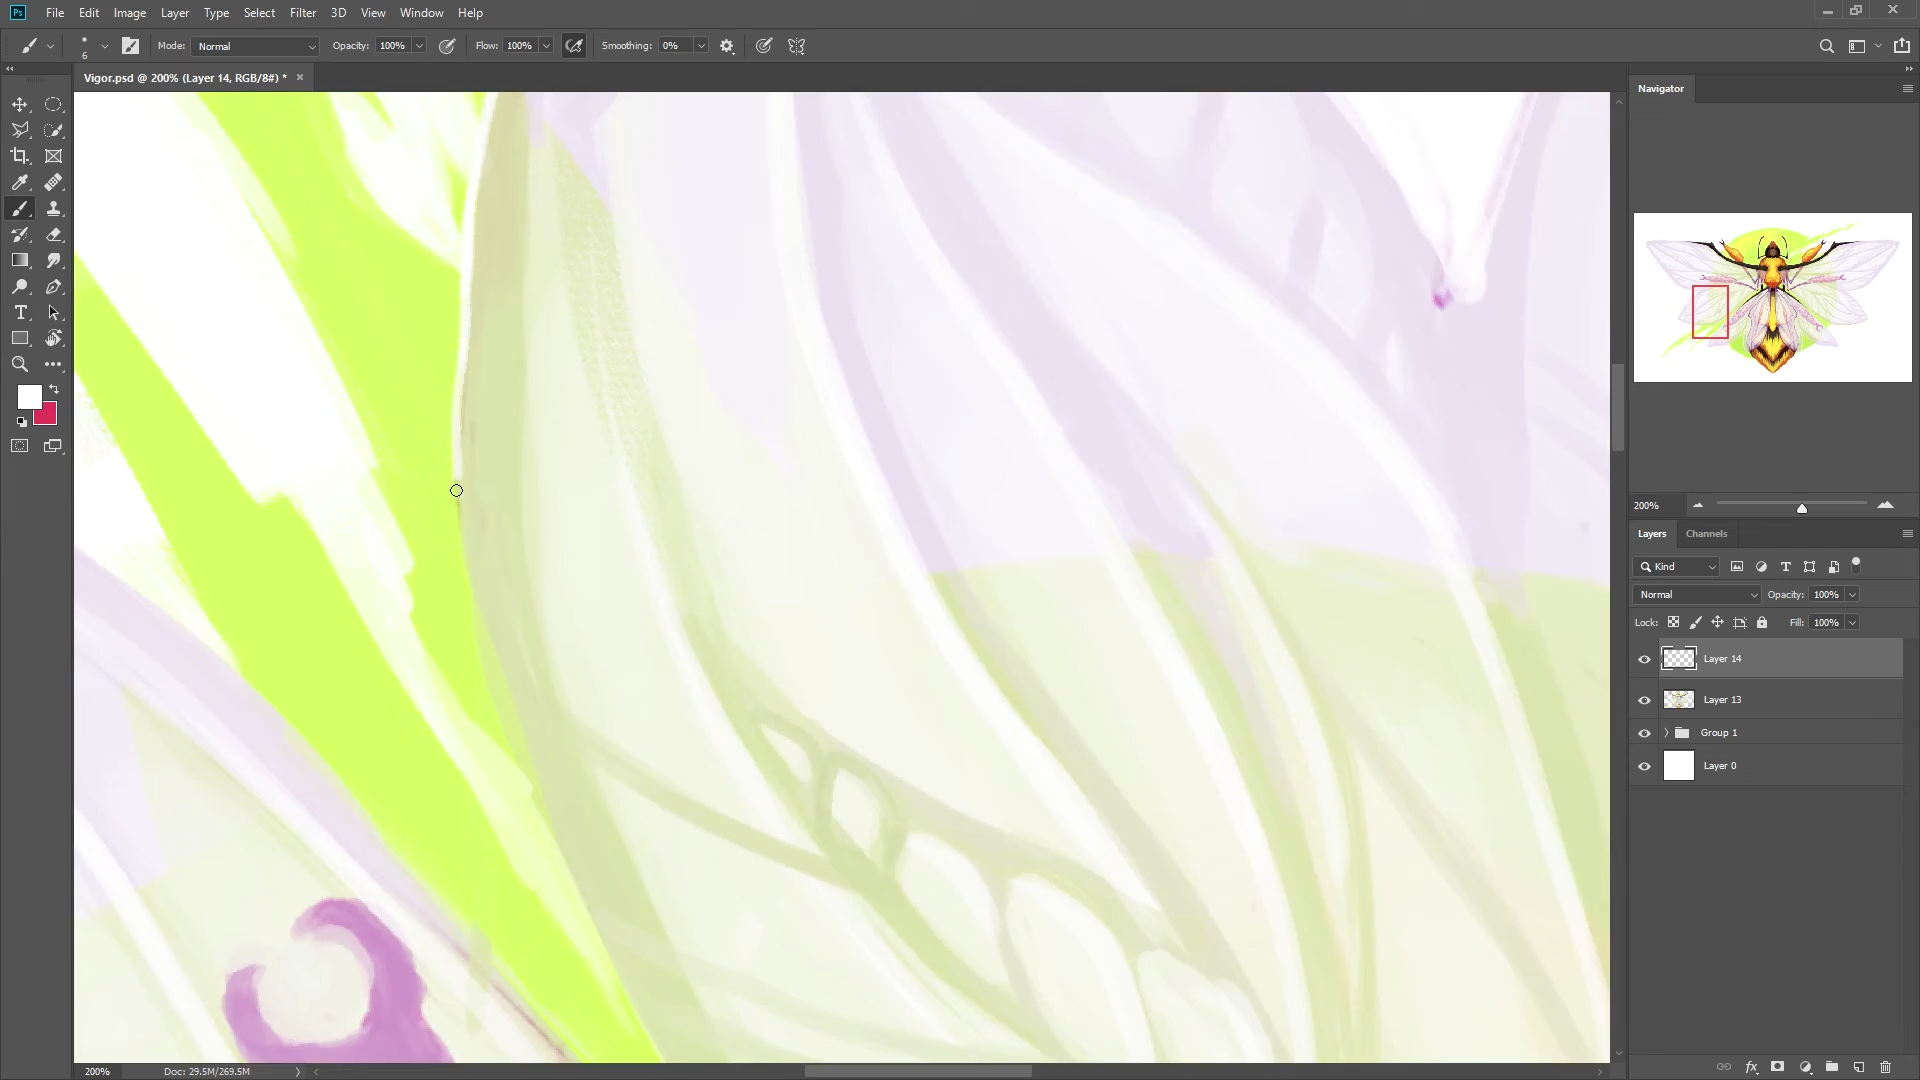 Ps File Edit Image Layer Type Select Filter 3D View Window Help
6 Mode: Normal Opacity: 100% Flow: 100% Smoothing: 0%
Vigor.psd @ 200% (Layer 14, RGB/8#) * ×
Navigator
200%
Layers Channels
Kind
Normal Opacity: 100%
Lock: Fill: 100%
Layer 14
Layer 13
Group 1
Layer 0
200% Doc: 29.5M/269.5M
fx